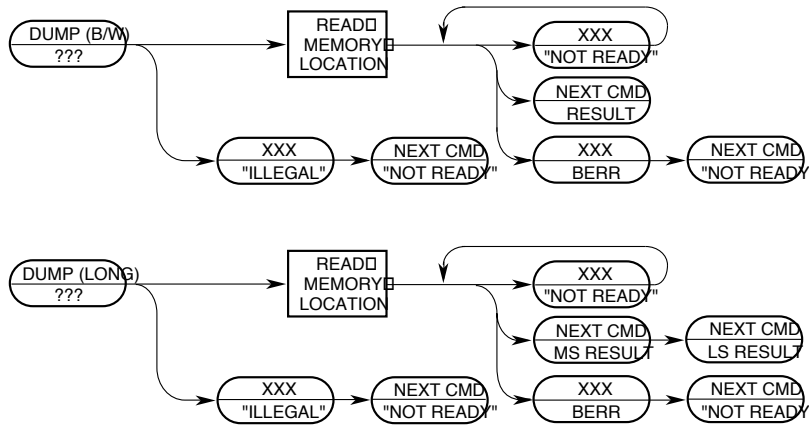 DUMP (B/W)
???
READ
MEMORY
LOCATION
XXX
"NOT READY"
NEXT CMD
RESULT
XXX
"ILLEGAL"
NEXT CMD
"NOT READY"
XXX
BERR
NEXT CMD
"NOT READY
DUMP (LONG)
???
READ
MEMORY
LOCATION
XXX
"NOT READY"
NEXT CMD
MS RESULT
NEXT CMD
LS RESULT
XXX
"ILLEGAL"
NEXT CMD
"NOT READY"
XXX
BERR
NEXT CMD
"NOT READY